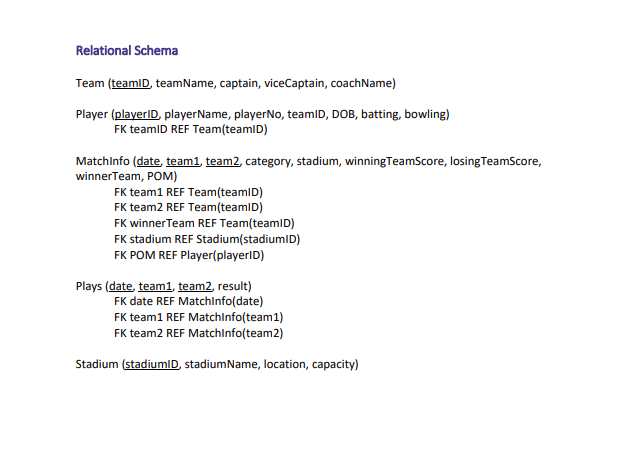 Relational Schema
Team (teamID, teamName, captain, viceCaptain, coachName)
Player (playerID, playerName, playerNo, teamID, DOB, batting, bowling)
FK teamID REF Team(teamID)
MatchInfo (date, team1, team2, category, stadium, winningTeamScore, losingTeamScore,
winnerTeam, POM)
FK team1 REF Team(teamID)
FK team2 REF Team(teamID)
FK winnerTeam REF Team(teamID)
FK stadium REF Stadium(stadiumID)
FK POM REF Player(playerID)
Plays (date, team1, team2, result)
FK date REF MatchInfo(date)
FK team1 REF MatchInfo(team1)
FK team2 REF MatchInfo(team2)
Stadium (stadiumID, stadiumName, location, capacity)